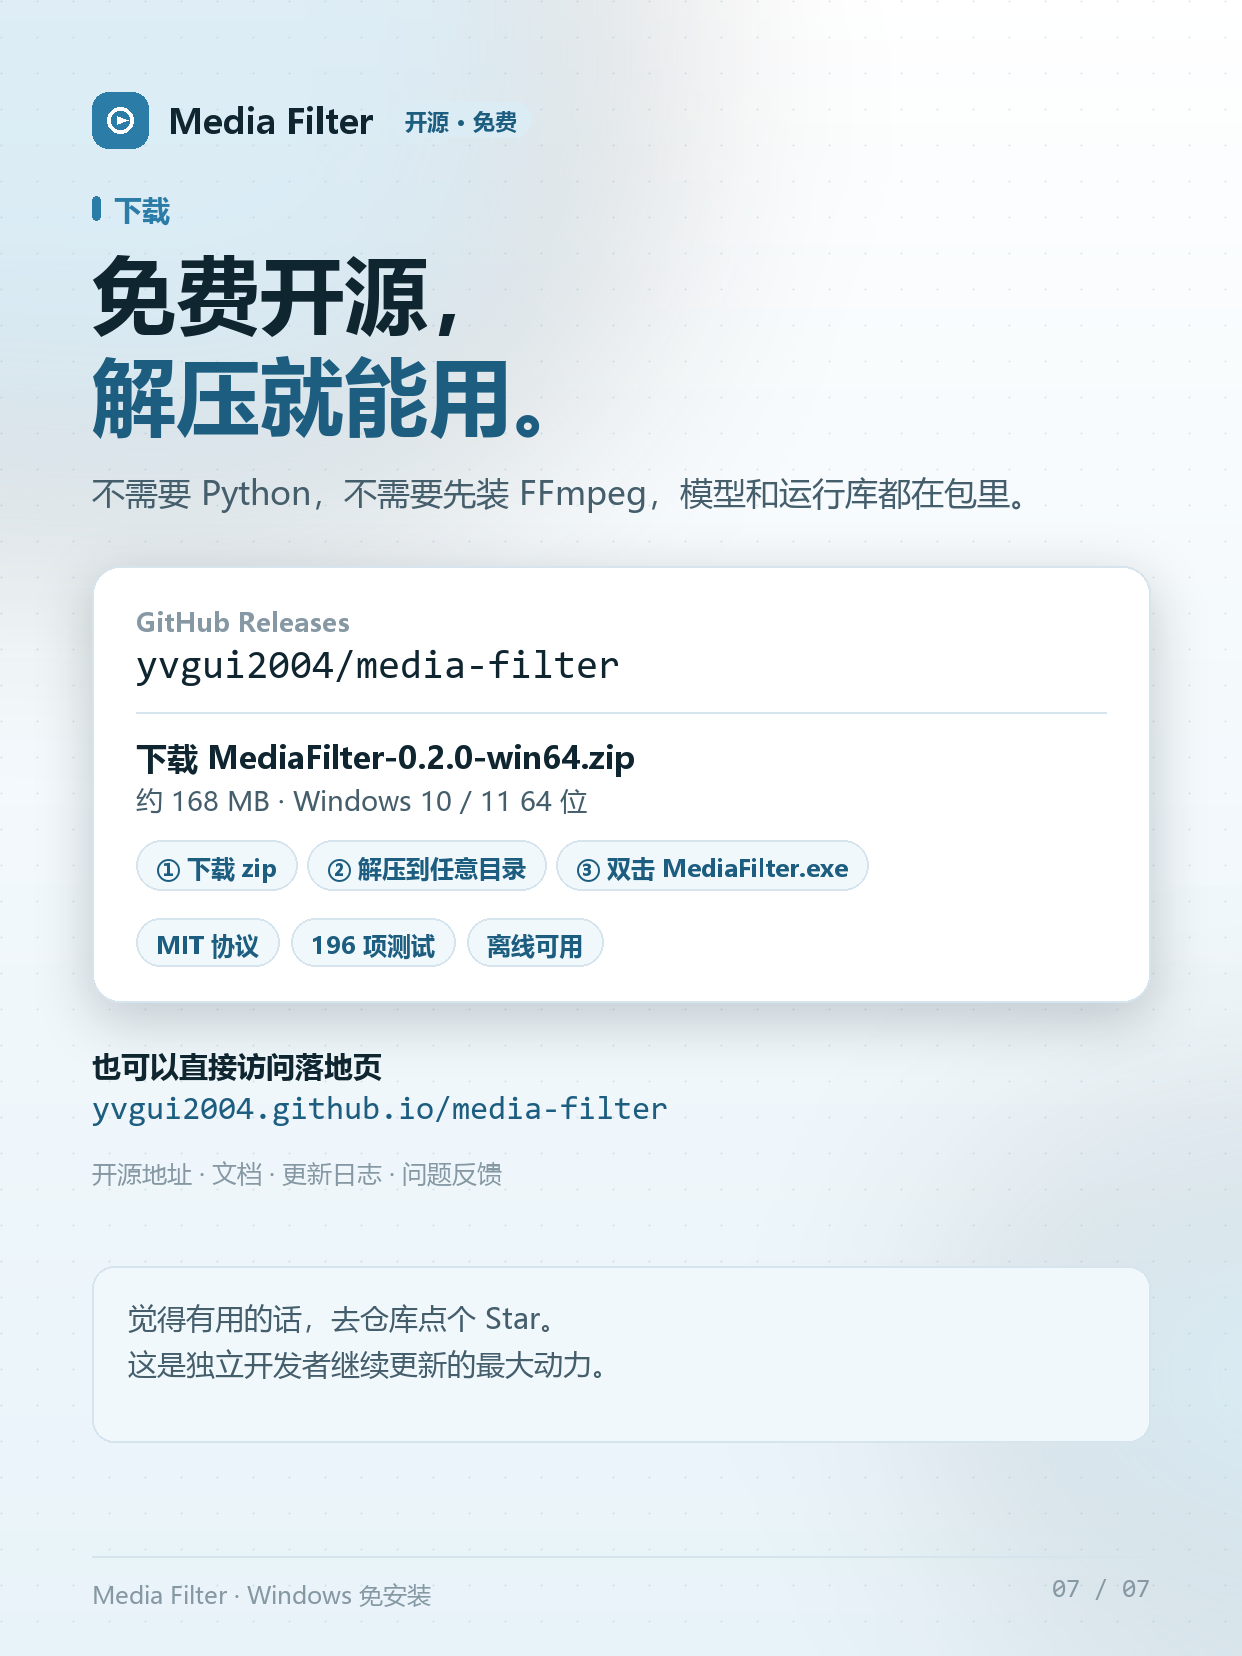 Media Filter 开源 · 免费
下载
免费开源，
解压就能用。
不需要 Python，不需要先装 FFmpeg，模型和运行库都在包里。
GitHub Releases
yvgui2004/media-filter
下载 MediaFilter-0.2.0-win64.zip
约 168 MB · Windows 10 / 11 64 位
① 下载 zip ② 解压到任意目录 ③ 双击 MediaFilter.exe
MIT 协议 196 项测试 离线可用
也可以直接访问落地页
yvgui2004.github.io/media-filter
开源地址 · 文档 · 更新日志 · 问题反馈
觉得有用的话，去仓库点个 Star。
这是独立开发者继续更新的最大动力。
Media Filter · Windows 免安装 07 / 07